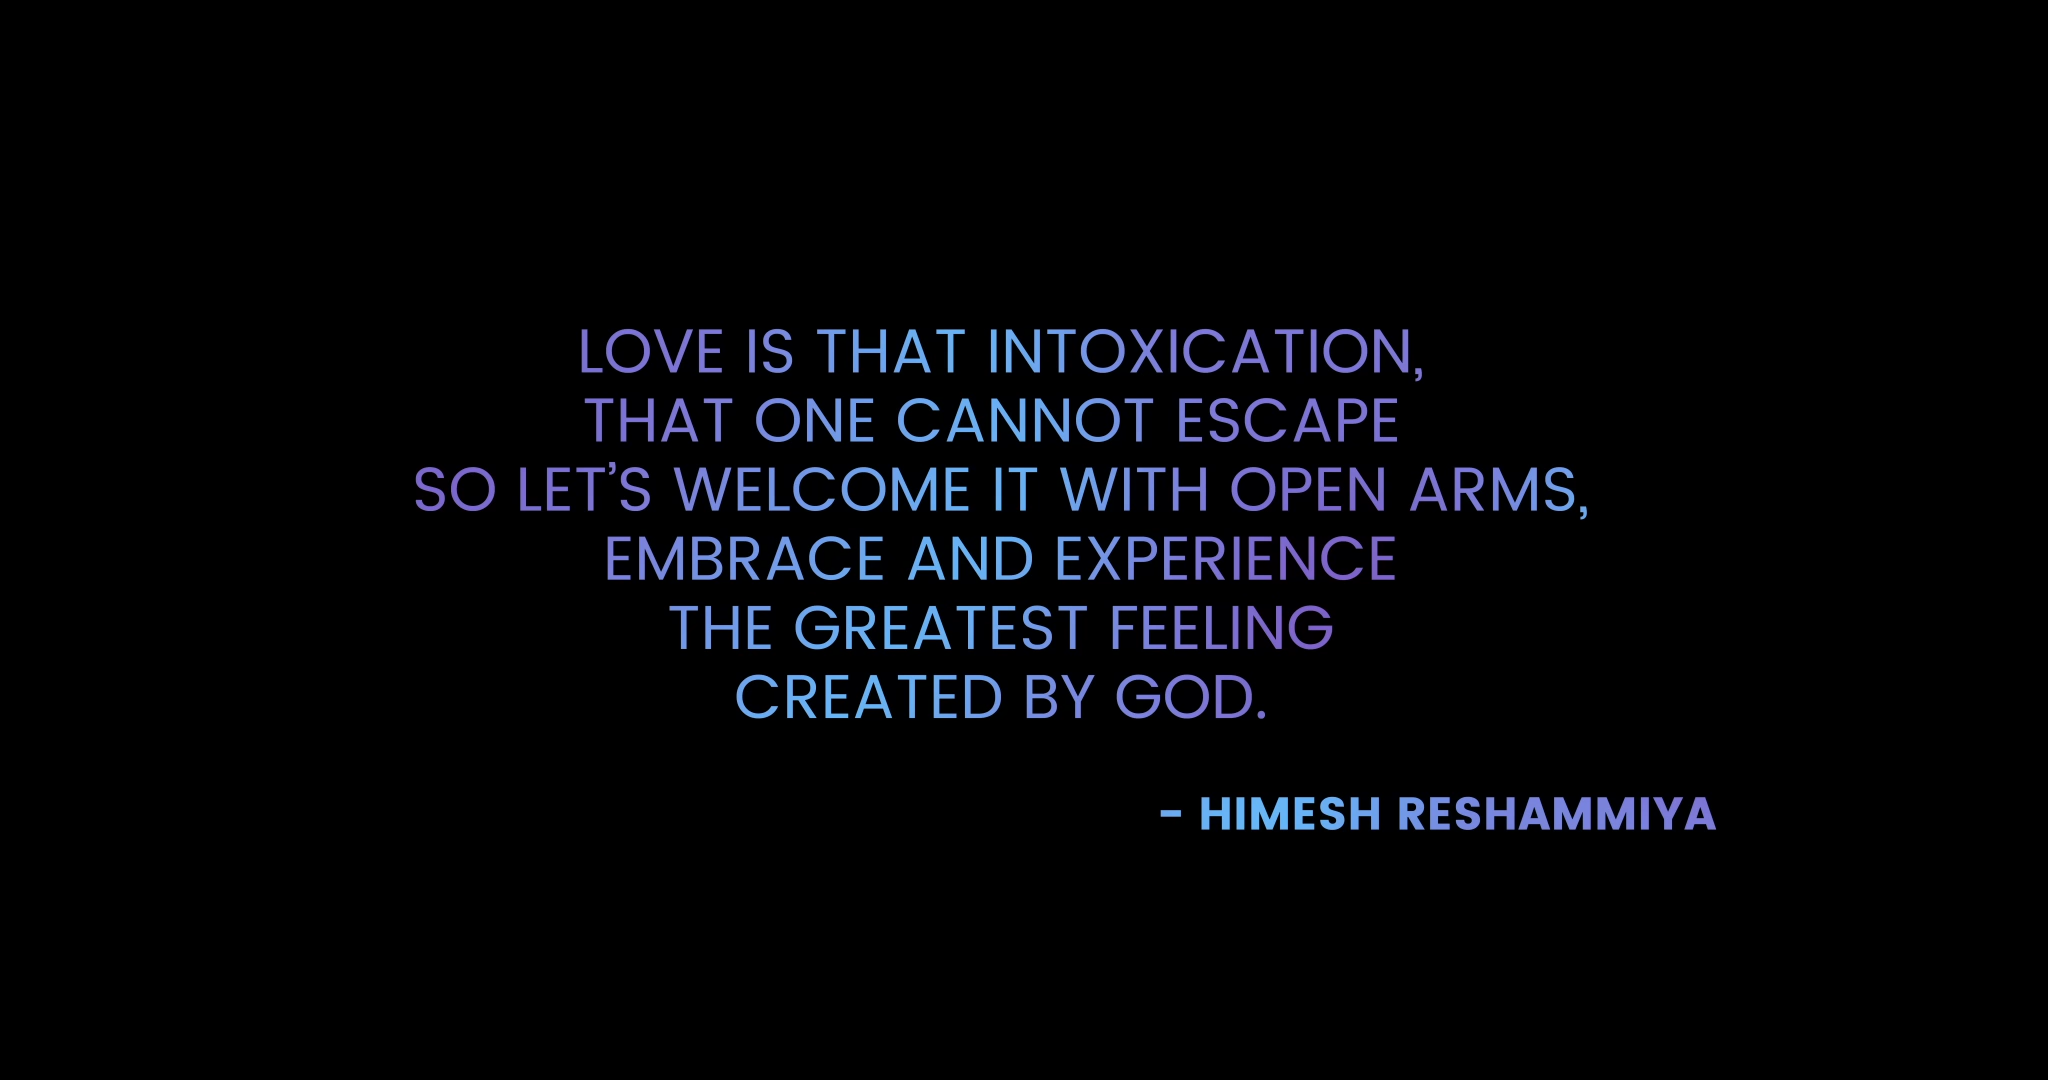 LOVE IS THAT INTOXICATION,
THAT ONE CANNOT ESCAPE
SO LET’S WELCOME IT WITH OPEN ARMS,
EMBRACE AND EXPERIENCE
THE GREATEST FEELING
CREATED BY GOD.
- HIMESH RESHAMMIYA